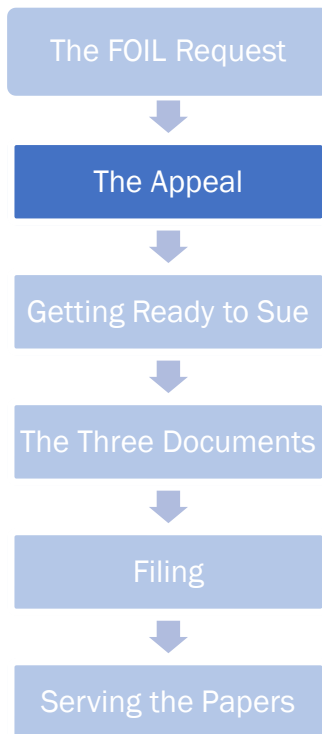 The FOIL Request
The Appeal
Getting Ready to Sue
The Three Documents
Filing
Serving the Papers